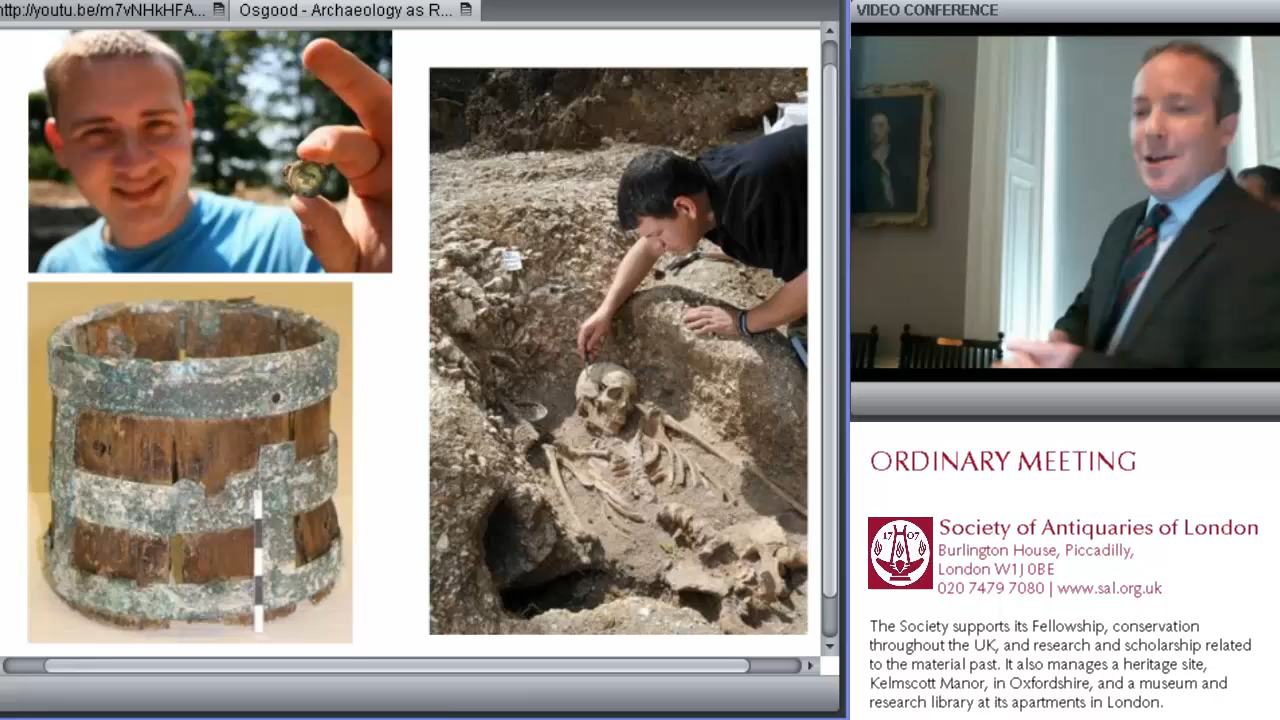 http://youtu.be/m7vNHkHFA...
Osgood - Archaeology as R...
VIDEO CONFERENCE
ORDINARY MEETING
1707
Society of Antiquaries of London
Burlington House, Piccadilly,
London W1J 0BE
020 7479 7080 | www.sal.org.uk
The Society supports its Fellowship, conservation
throughout the UK, and research and scholarship related
to the material past. It also manages a heritage site,
Kelmscott Manor, in Oxfordshire, and a museum and
research library at its apartments in London.